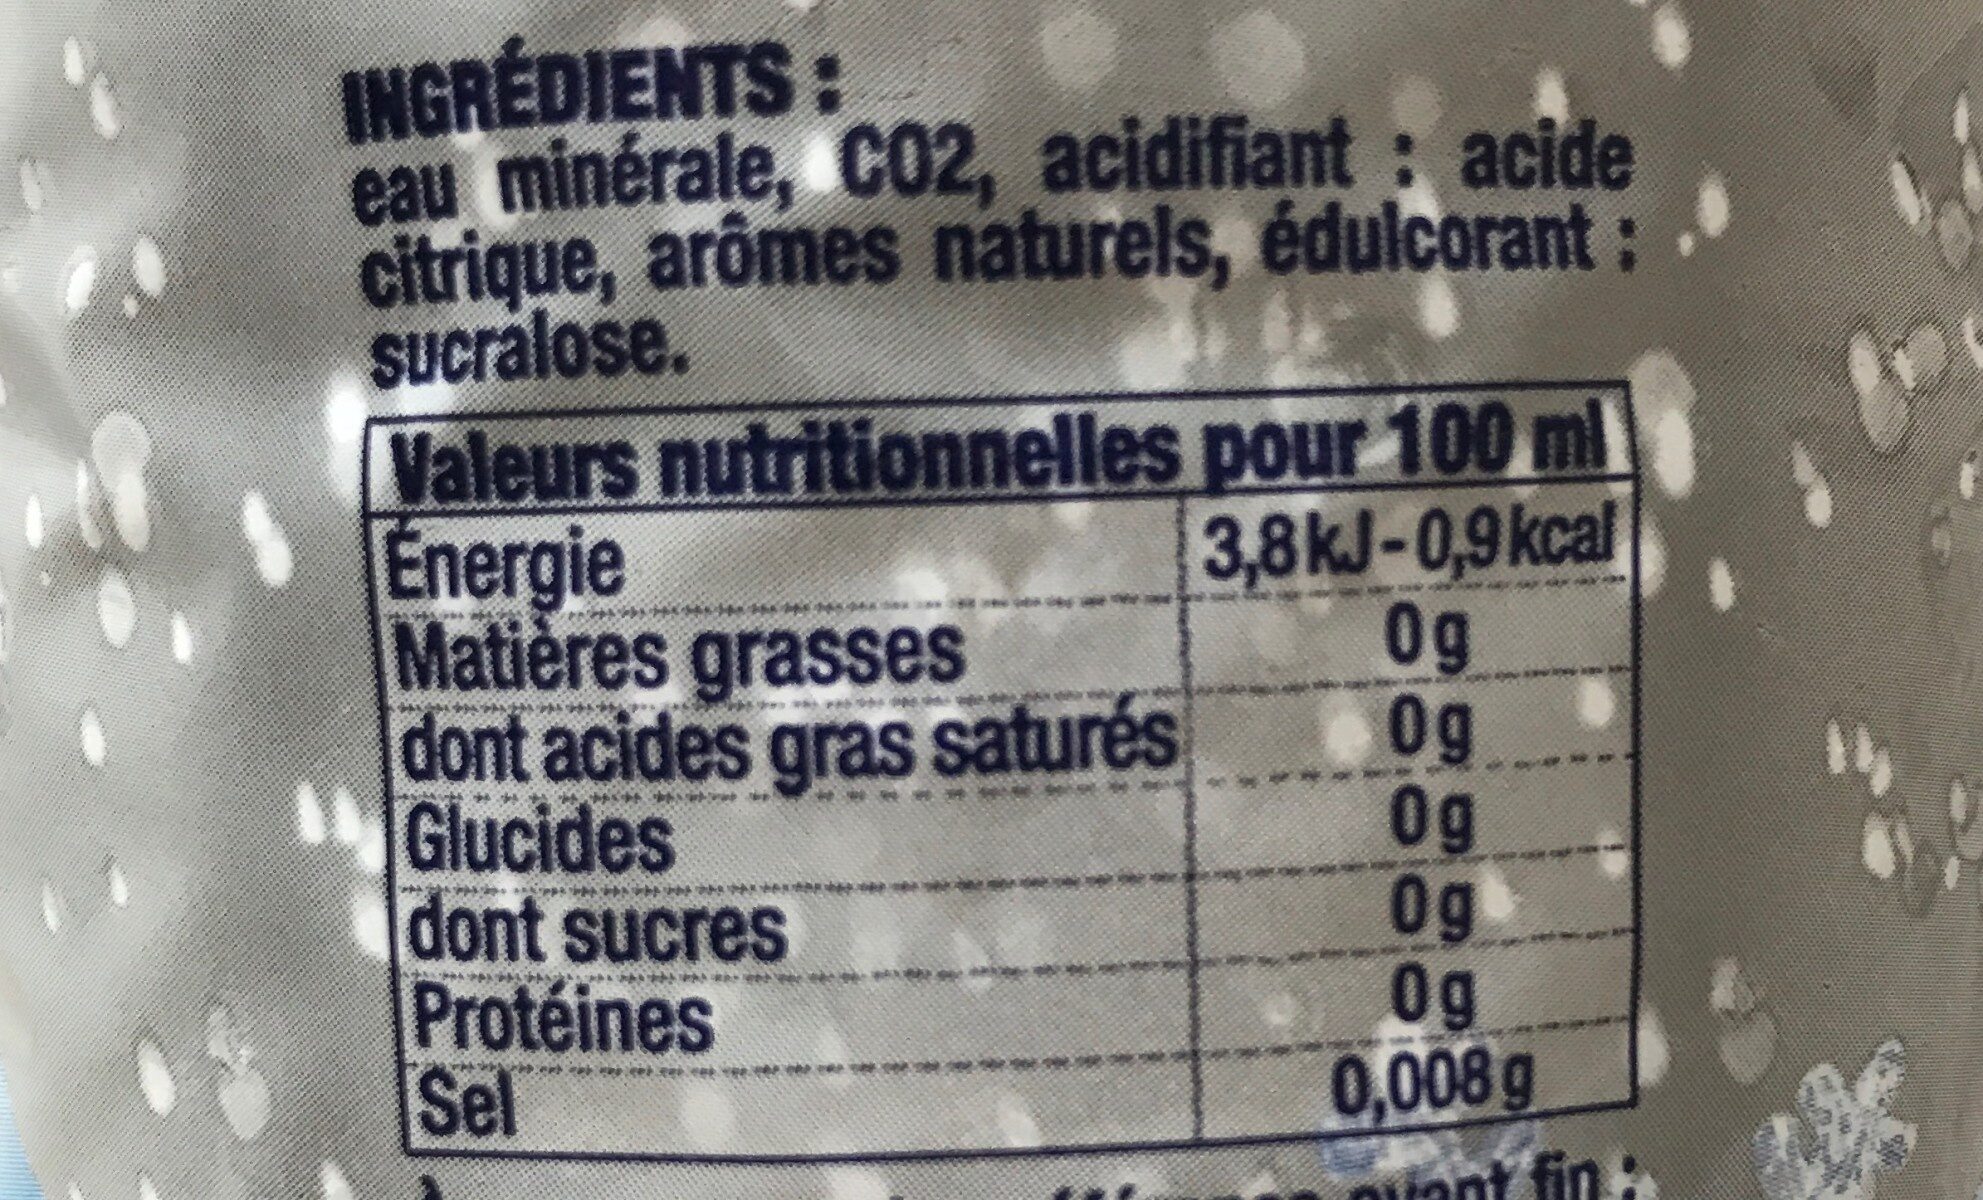 INGRÉDIENTS :
eau minérale, CO2, acidifiant : acide
citrique, arômes naturels, édulcorant :
sucralose.
Valeurs nutritionnelles pour 100 ml
Énergie 3,8 kJ - 0,9 kcal
Matières grasses 0 g
dont acides gras saturés 0 g
Glucides 0 g
dont sucres 0 g
Protéines 0 g
Sel 0,008 g
avant fin :